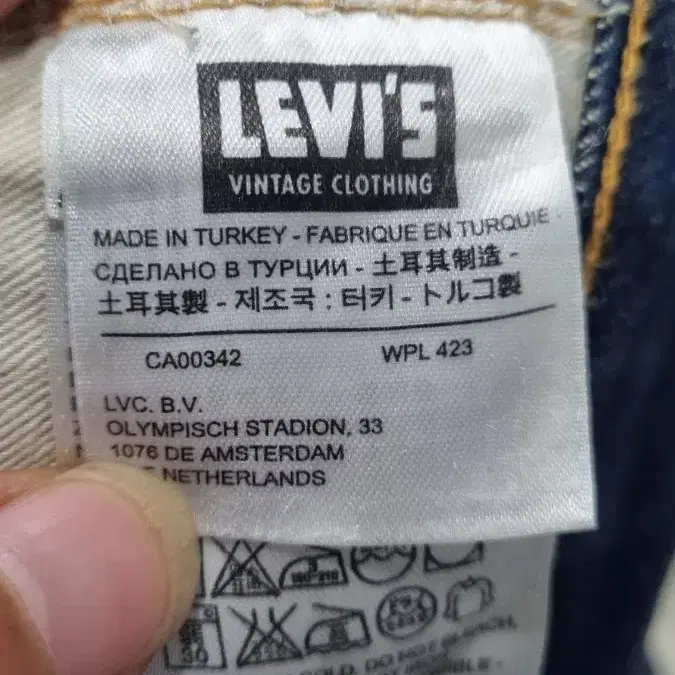 LEVI'S
VINTAGE CLOTHING
MADE IN TURKEY - FABRIQUE EN TURQUIE
СДЕЛАНО В ТУРЦИИ - 土耳其制造 -
土耳其製 - 제조국 : 터키 - トルコ製
CA00342 WPL 423
LVC. B.V.
OLYMPISCH STADION, 33
1076 DE AMSTERDAM
NETHERLANDS
30